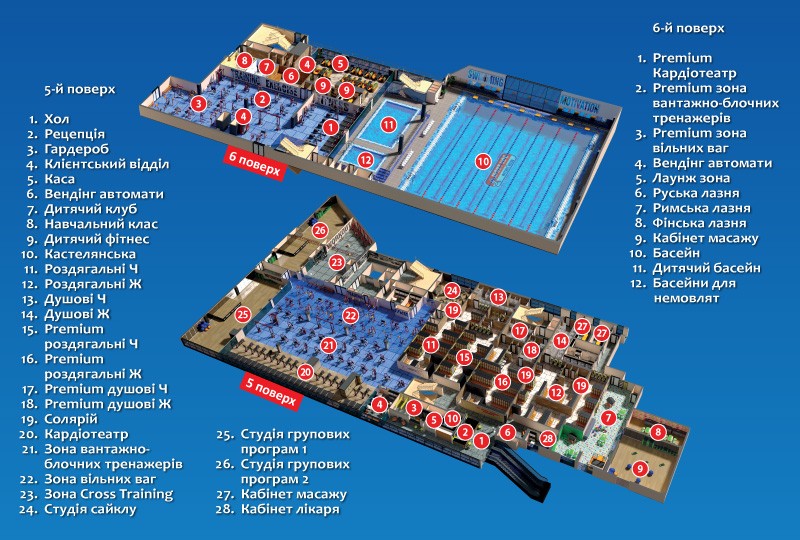 5-й поверх
1. Хол
2. Рецепція
3. Гардероб
4. Клієнтський відділ
5. Каса
6. Вендінг автомати
7. Дитячий клуб
8. Навчальний клас
9. Дитячий фітнес
10. Кастелянська
11. Роздягальні Ч
12. Роздягальні Ж
13. Душові Ч
14. Душові Ж
15. Premium
роздягальні Ч
16. Premium
роздягальні Ж
17. Premium душові Ч
18. Premium душові Ж
19. Солярій
20. Кардіотеатр
21. Зона вантажно-
блочних тренажерів
22. Зона вільних ваг
23. Зона Cross Training
24. Студія сайклу
25. Студія групових
програм 1
26. Студія групових
програм 2
27. Кабінет масажу
28. Кабінет лікаря
6-й поверх
1. Premium
Кардіотеатр
2. Premium зона
вантажно-блочних
тренажерів
3. Premium зона
вільних ваг
4. Вендінг автомати
5. Лаунж зона
6. Руська лазня
7. Римська лазня
8. Фінська лазня
9. Кабінет масажу
10. Басейн
11. Дитячий басейн
12. Басейни для
немовлят
8
7
6
4
5
9
9
3
2
4
1
11
12
10
TRAINING EXERCISE
SWIMMING
MOTIVATION
6 поверх
26
23
25
22
21
20
24
19
13
11
15
17
18
14
27
27
16
19
12
19
4
3
5
10
2
1
6
28
7
8
9
5 поверх